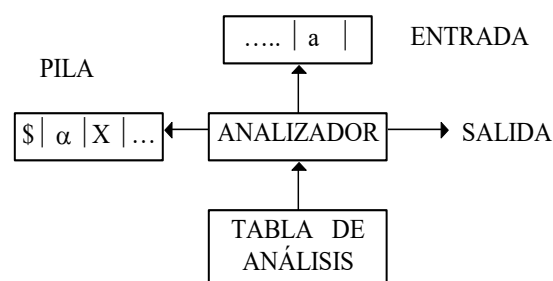 ….. | a |
ENTRADA
PILA
$ | α | X | …
ANALIZADOR
SALIDA
TABLA DE
ANÁLISIS